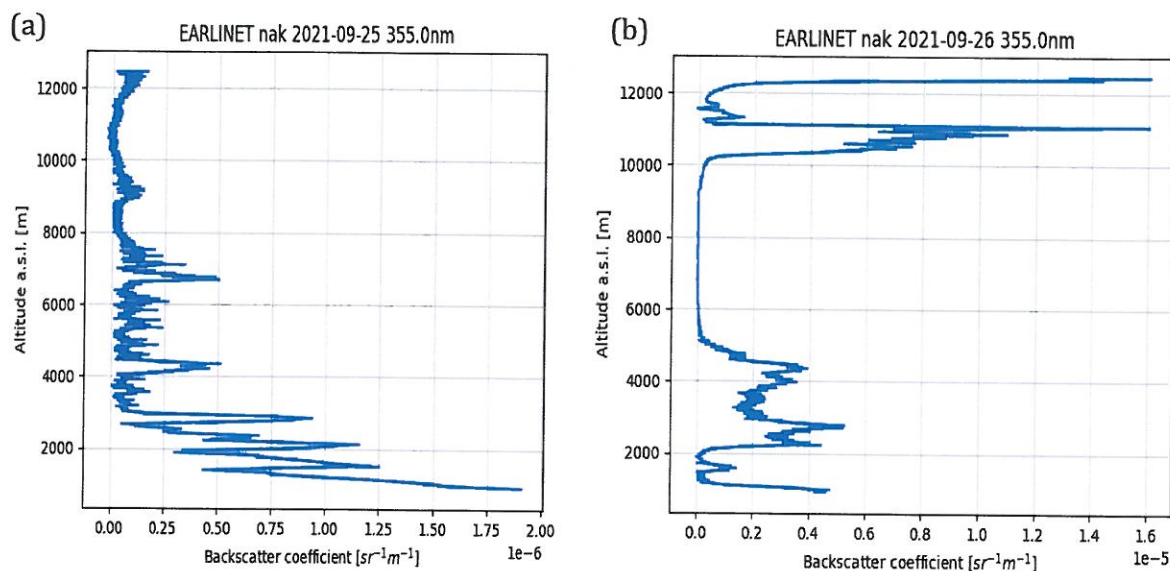 (a)
EARLINET nak 2021-09-25 355.0nm
12000
10000
8000
6000
4000
2000
Altitude a.s.l. [m]
0.00 0.25 0.50 0.75 1.00 1.25 1.50 1.75 2.00
1e-6
Backscatter coefficient [sr⁻¹m⁻¹]
(b)
EARLINET nak 2021-09-26 355.0nm
12000
10000
8000
6000
4000
2000
Altitude a.s.l. [m]
0.0 0.2 0.4 0.6 0.8 1.0 1.2 1.4 1.6
1e-5
Backscatter coefficient [sr⁻¹m⁻¹]